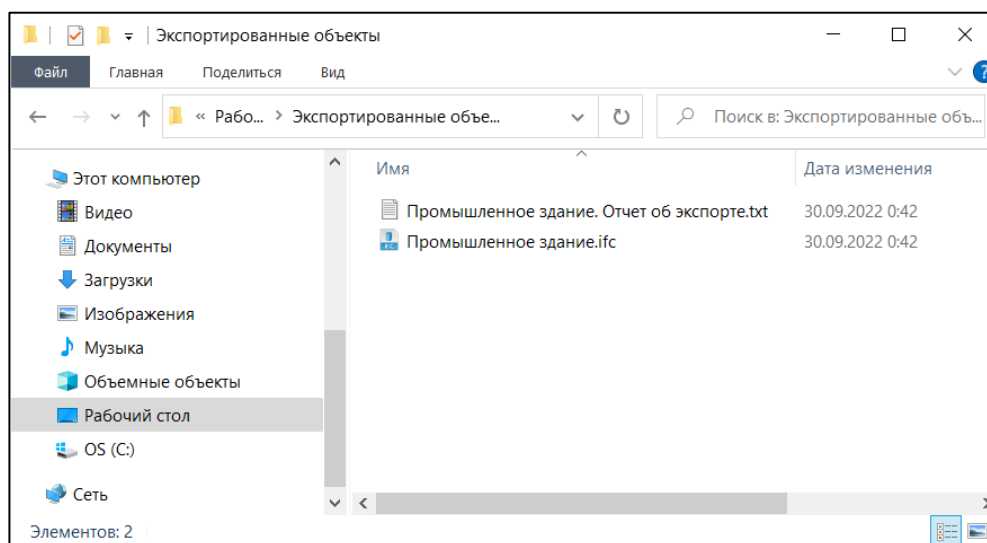 Экспортированные объекты
Файл Главная Поделиться Вид
« Рабо... > Экспортированные объе... Поиск в: Экспортированные объ...
Имя Дата изменения
Этот компьютер
Видео
Документы
Загрузки
Изображения
Музыка
Объемные объекты
Рабочий стол
OS (C:)
Сеть
Промышленное здание. Отчет об экспорте.txt 30.09.2022 0:42
Промышленное здание.ifc 30.09.2022 0:42
Элементов: 2